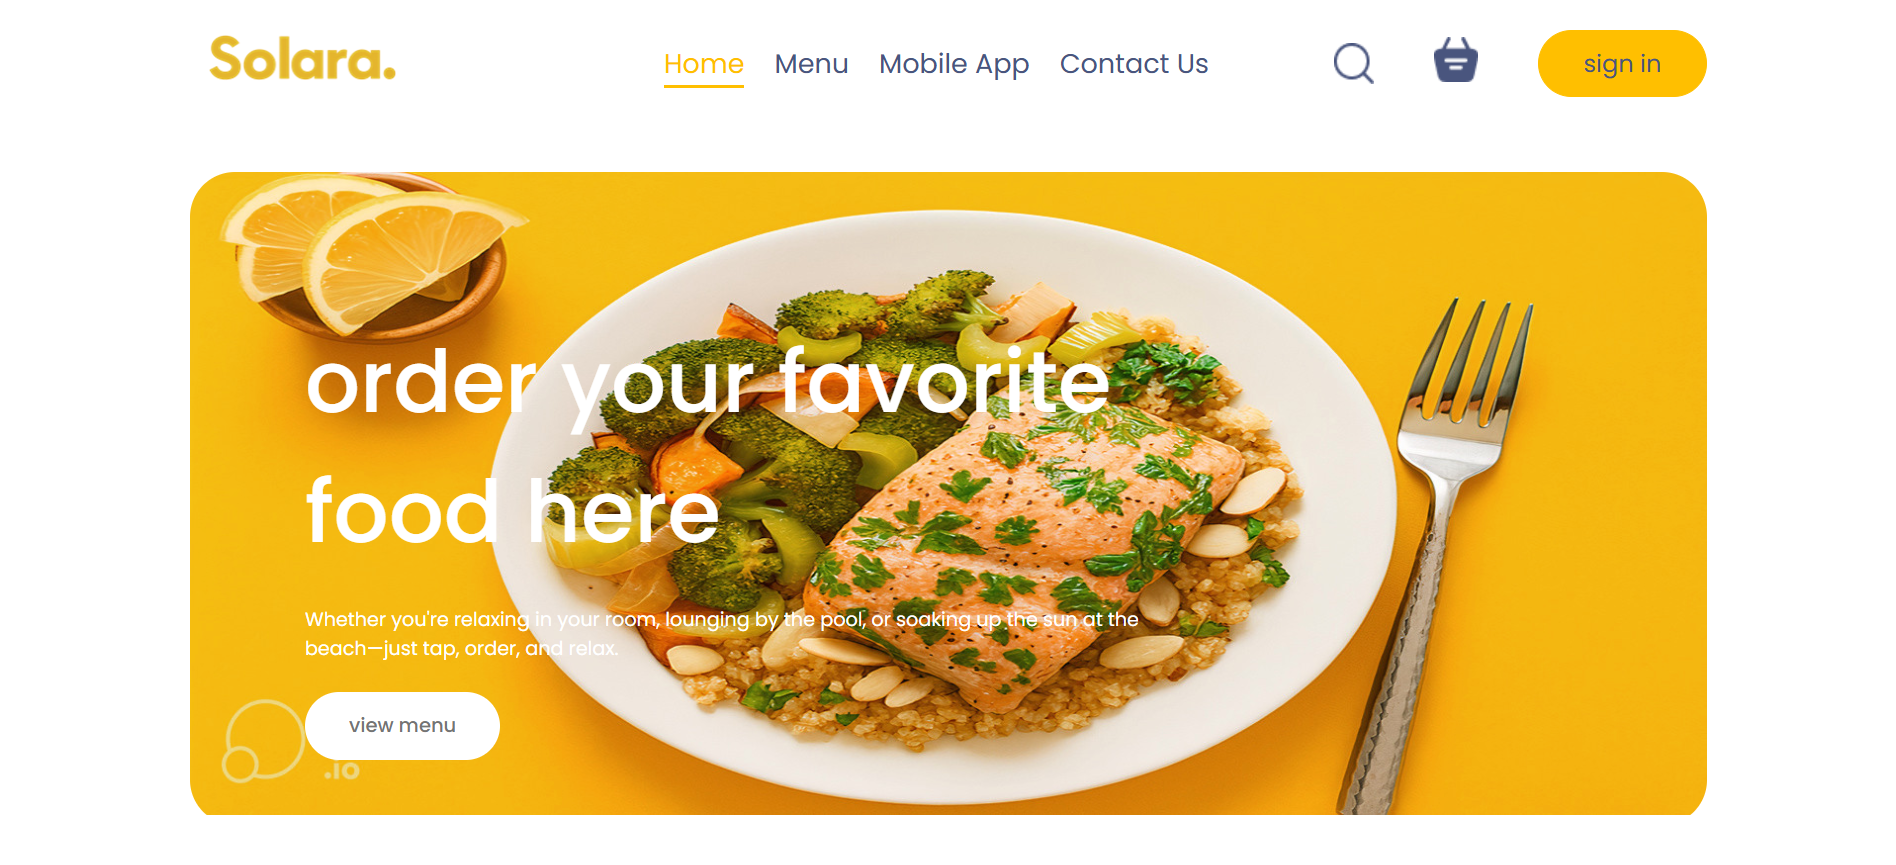 Solara.
Home Menu Mobile App Contact Us
sign in
order your favorite
food here
Whether you're relaxing in your room, lounging by the pool, or soaking up the sun at the
beach—just tap, order, and relax.
view menu
.io